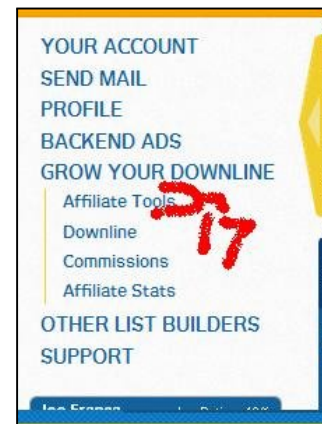 YOUR ACCOUNT
SEND MAIL
PROFILE
BACKEND ADS
GROW YOUR DOWNLINE
Affiliate Tools
Downline
Commissions
Affiliate Stats
OTHER LIST BUILDERS
SUPPORT